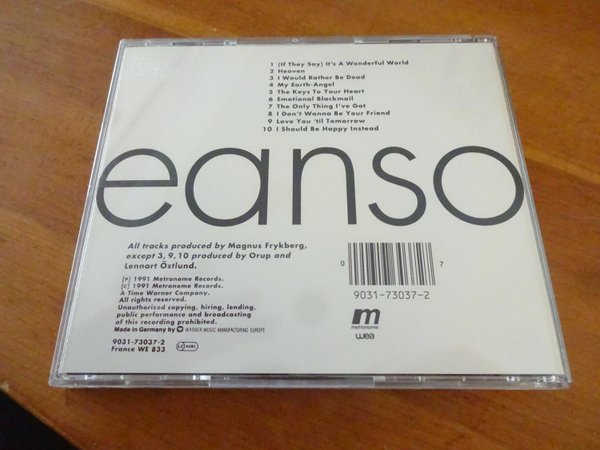 1 (If They Say) It's A Wonderful World
2 Heaven
3 I Would Rather Be Dead
4 My Earth-Angel
5 The Keys To Your Heart
6 Emotional Blackmail
7 The Only Thing I've Got
8 I Don't Wanna Be Your Friend
9 Love You 'til Tomorrow
10 I Should Be Happy Instead
eanso
All tracks produced by Magnus Frykberg,
except 3, 9, 10 produced by Orup and
Lennart Östlund.
(P) 1991 Metronome Records.
(C) 1991 Metronome Records.
A Time Warner Company.
All rights reserved.
Unauthorized copying, hiring, lending,
public performance and broadcasting
of this recording prohibited.
Made in Germany by WARNER MUSIC MANUFACTURING EUROPE
9031-73037-2
France WE 833
LC 4281
0 7
9031-73037-2
m
metronome
wea